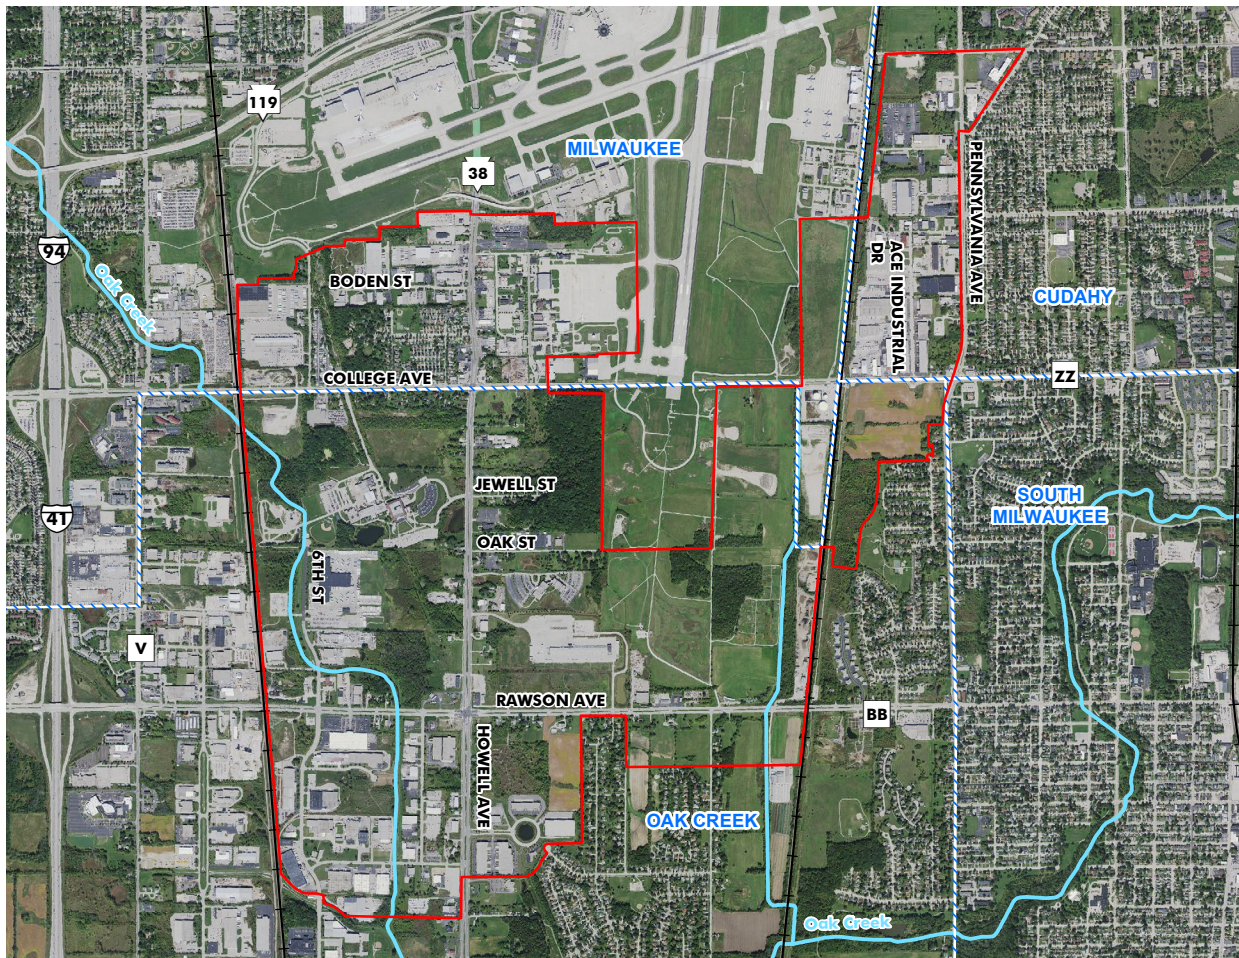 119
MILWAUKEE
38
PENNSYLVANIA AVE
94
Oak Creek
BODEN ST
ACE INDUSTRIAL
DR
CUDAHY
COLLEGE AVE
ZZ
JEWELL ST
SOUTH
MILWAUKEE
41
OAK ST
6TH ST
V
RAWSON AVE
BB
HOWELL AVE
OAK CREEK
Oak Creek